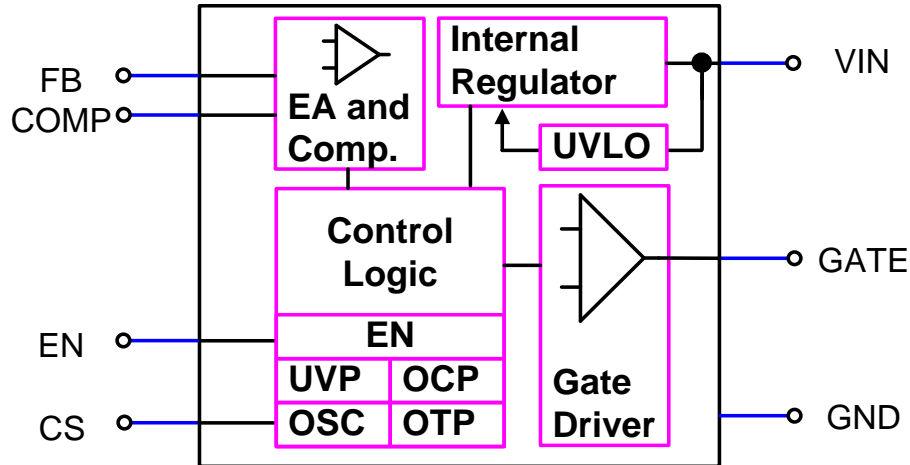 FB
COMP
EN
CS
EA and
Comp.
Internal
Regulator
UVLO
Control
Logic
EN
UVP
OCP
OSC
OTP
Gate
Driver
VIN
GATE
GND